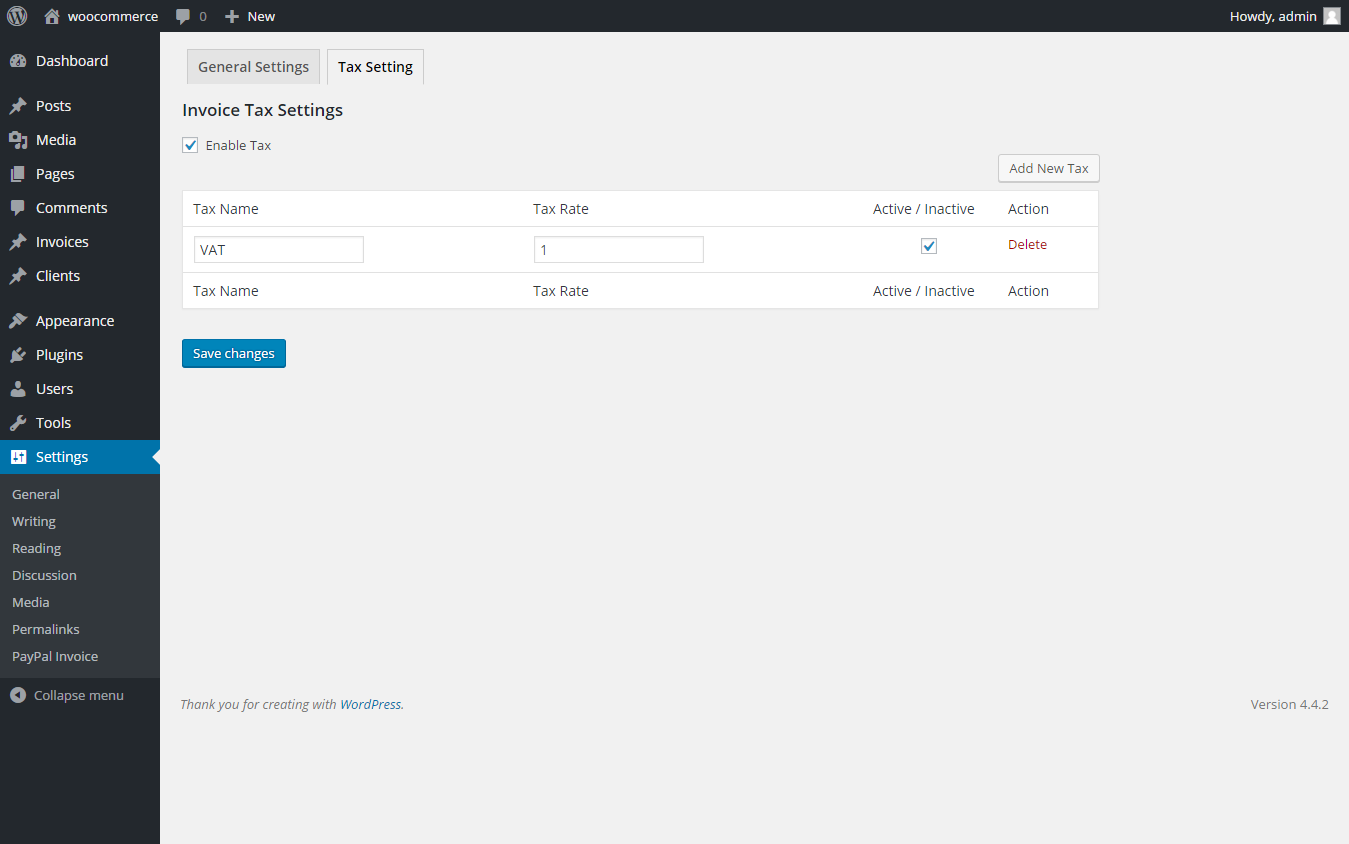 woocommerce 0 New Howdy, admin
Dashboard
Posts
Media
Pages
Comments
Invoices
Clients
Appearance
Plugins
Users
Tools
Settings
General
Writing
Reading
Discussion
Media
Permalinks
PayPal Invoice
Collapse menu
General Settings Tax Setting
Invoice Tax Settings
Enable Tax
Add New Tax
Tax Name Tax Rate Active / Inactive Action
VAT 1 Delete
Tax Name Tax Rate Active / Inactive Action
Save changes
Thank you for creating with WordPress. Version 4.4.2